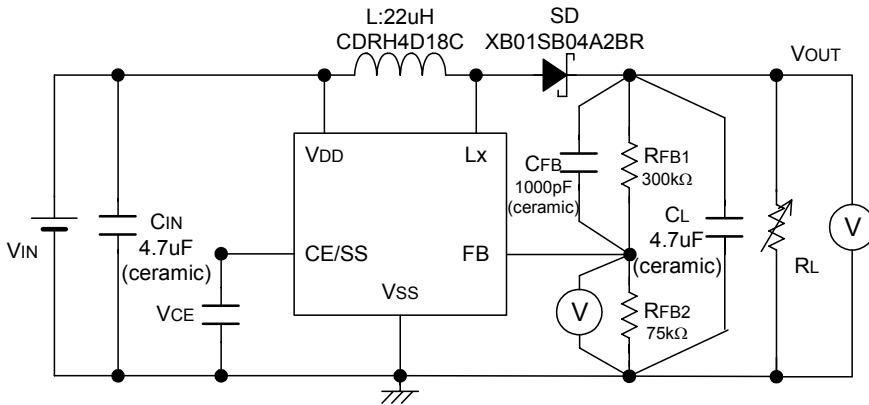 L:22uH
CDRH4D18C
SD
XB01SB04A2BR
VOUT
VDD
Lx
CFB
1000pF
(ceramic)
RFB1
300kΩ
CL
4.7uF
(ceramic)
V
RL
VIN
CIN
4.7uF
(ceramic)
CE/SS
FB
VSS
VCE
V
RFB2
75kΩ